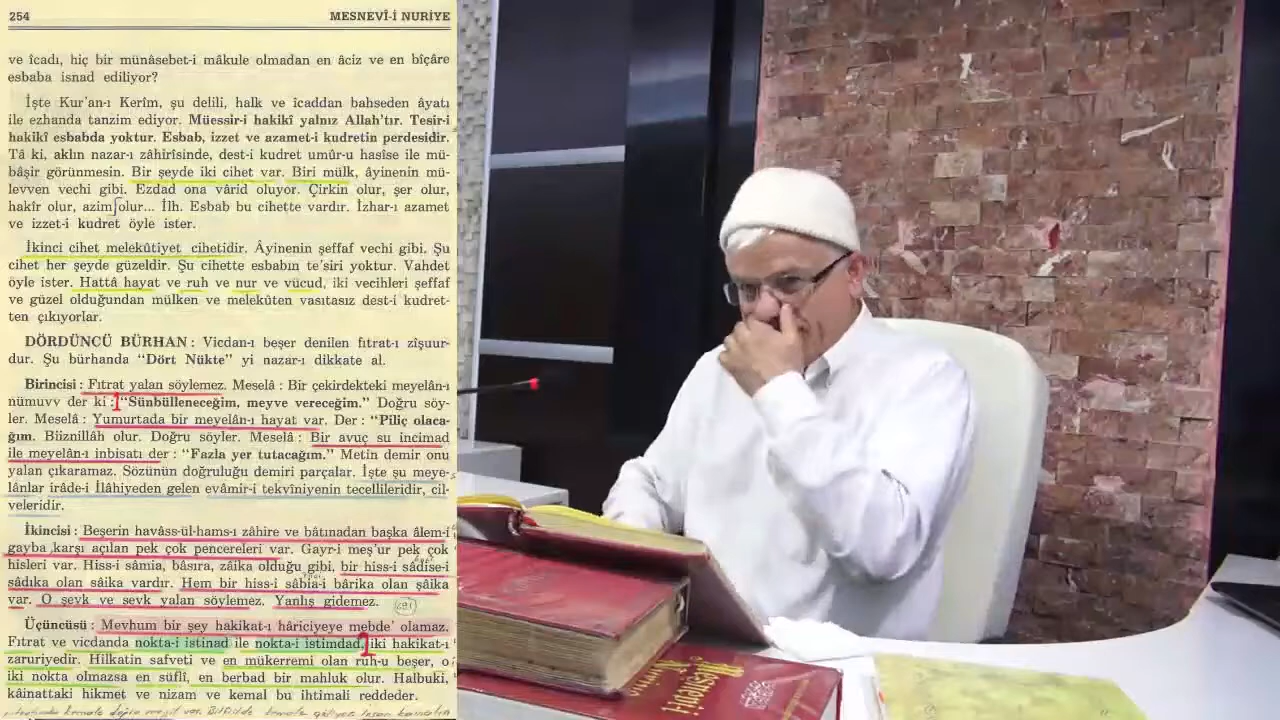 254 MESNEVÎ-İ NURİYE
ve îcadı, hiç bir münâsebet-i mâkule olmadan en âciz ve en bîçâre
esbaba isnad ediliyor?
İşte Kur'an-ı Kerîm, şu delili, halk ve îcaddan bahseden âyatı
ile ezhanda tanzim ediyor. Müessir-i hakikî yalnız Allah'tır. Tesir-i
hakikî esbabda yoktur. Esbab, izzet ve azamet-i kudretin perdesidir.
Tâ ki, aklın nazar-ı zâhirîsinde, dest-i kudret umûr-u hasîse ile mü-
bâşir görünmesin. Bir şeyde iki cihet var. Biri mülk, âyinenin mü-
levven vechi gibi. Ezdad ona vârid oluyor. Çirkin olur, şer olur,
hakîr olur, azim olur... İlh. Esbab bu cihette vardır. İzhar-ı azamet
ve izzet-i kudret öyle ister.
İkinci cihet melekûtiyet cihetidir. Âyinenin şeffaf vechi gibi. Şu
cihet her şeyde güzeldir. Şu cihette esbabın te'siri yoktur. Vahdet
öyle ister. Hattâ hayat ve ruh ve nur ve vücud, iki vecihleri şeffaf
ve güzel olduğundan mülken ve melekûten vasıtasız dest-i kudret-
ten çıkıyorlar.
DÖRDÜNCÜ BÜRHAN : Vicdan-ı beşer denilen fıtrat-ı zîşuur-
dur. Şu bürhanda "Dört Nükte" yi nazar-ı dikkate al.
Birincisi : Fıtrat yalan söylemez. Meselâ : Bir çekirdekteki meyelân-ı
nümuvv der ki : "Sünbülleneceğim, meyve vereceğim." Doğru söy-
ler. Meselâ : Yumurtada bir meyelân-ı hayat var. Der : "Piliç olaca-
ğım. Biiznillâh olur. Doğru söyler. Meselâ : Bir avuç su incimad
ile meyelân-ı inbisatı der : "Fazla yer tutacağım." Metin demir onu
yalan çıkaramaz. Sözünün doğruluğu demiri parçalar. İşte şu meye-
lânlar irâde-i İlâhiyeden gelen evâmir-i tekvîniyenin tecellileridir, cil-
veleridir.
İkincisi : Beşerin havâss-ül-hams-ı zâhire ve bâtınadan başka âlem-i
gayba karşı açılan pek çok pencereleri var. Gayr-i meş'ur pek çok
hisleri var. Hiss-i sâmia, bâsıra, zâika olduğu gibi, bir hiss-i sâdise-i
sâdıka olan sâika vardır. Hem bir hiss-i sâbia-i bârika olan şâika
var. O şevk ve sevk yalan söylemez. Yanlış gidemez.
Üçüncüsü : Mevhum bir şey hakikat-ı hâriciyeye mebde' olamaz.
Fıtrat ve vicdanda nokta-i istinad ile nokta-i istimdad, iki hakikat-ı
zaruriyedir. Hilkatin safveti ve en mükerremi olan ruh-u beşer, o
iki nokta olmazsa en süflî, en berbad bir mahluk olur. Halbuki,
kâinattaki hikmet ve nizam ve kemal bu ihtimali reddeder.
Mesnevî-i
Nuriye